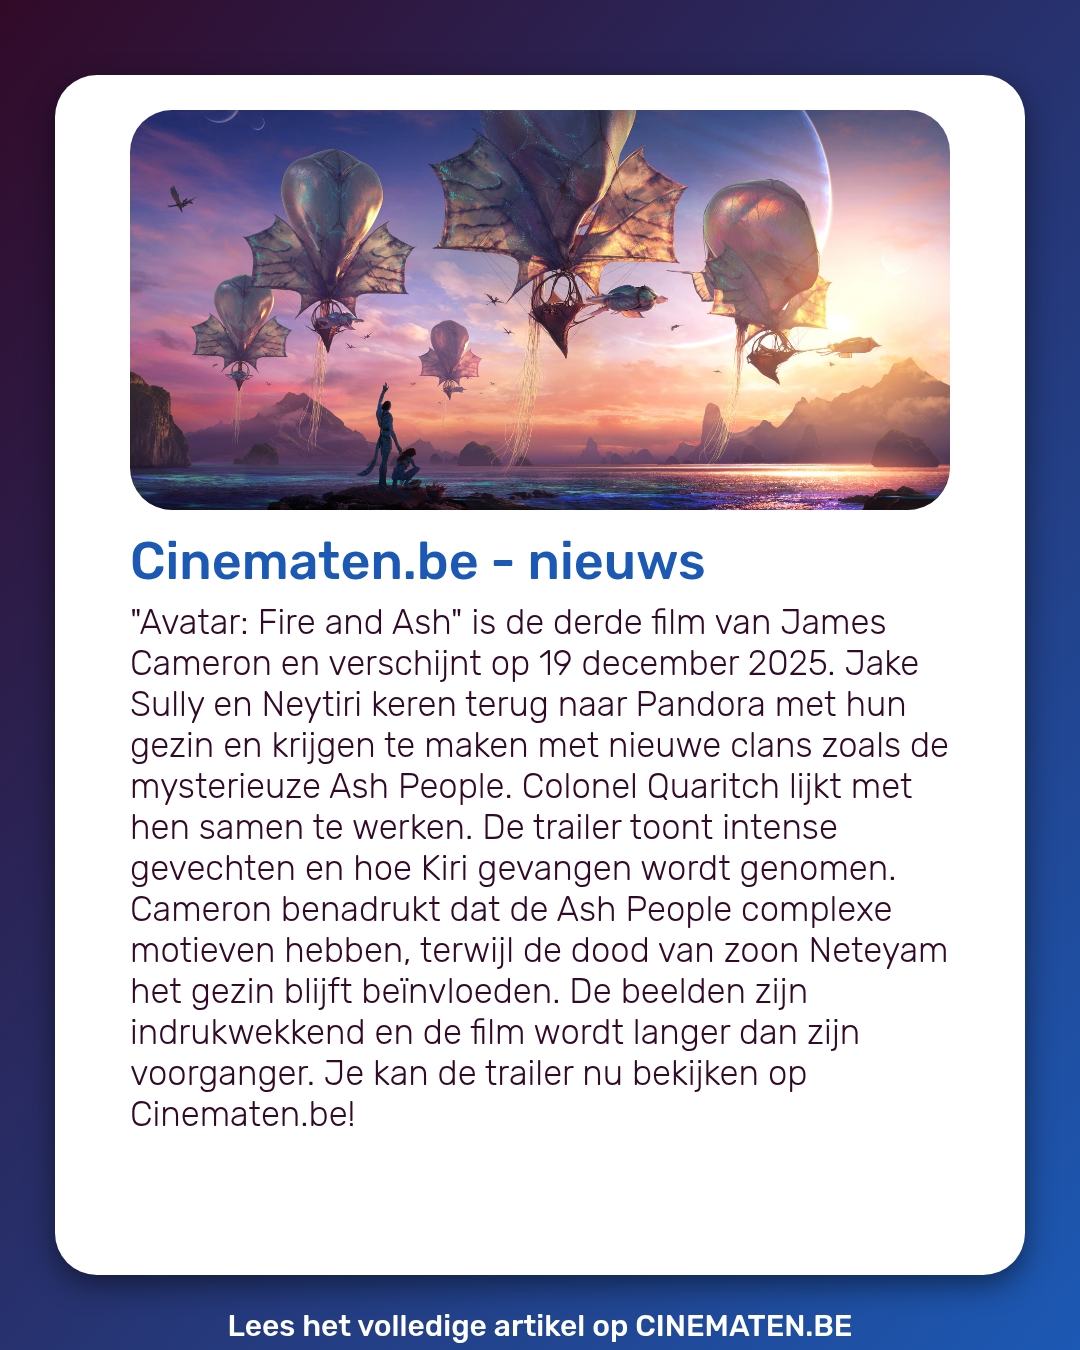 Cinematen.be - nieuws
"Avatar: Fire and Ash" is de derde film van James
Cameron en verschijnt op 19 december 2025. Jake
Sully en Neytiri keren terug naar Pandora met hun
gezin en krijgen te maken met nieuwe clans zoals de
mysterieuze Ash People. Colonel Quaritch lijkt met
hen samen te werken. De trailer toont intense
gevechten en hoe Kiri gevangen wordt genomen.
Cameron benadrukt dat de Ash People complexe
motieven hebben, terwijl de dood van zoon Neteyam
het gezin blijft beïnvloeden. De beelden zijn
indrukwekkend en de film wordt langer dan zijn
voorganger. Je kan de trailer nu bekijken op
Cinematen.be!
Lees het volledige artikel op CINEMATEN.BE